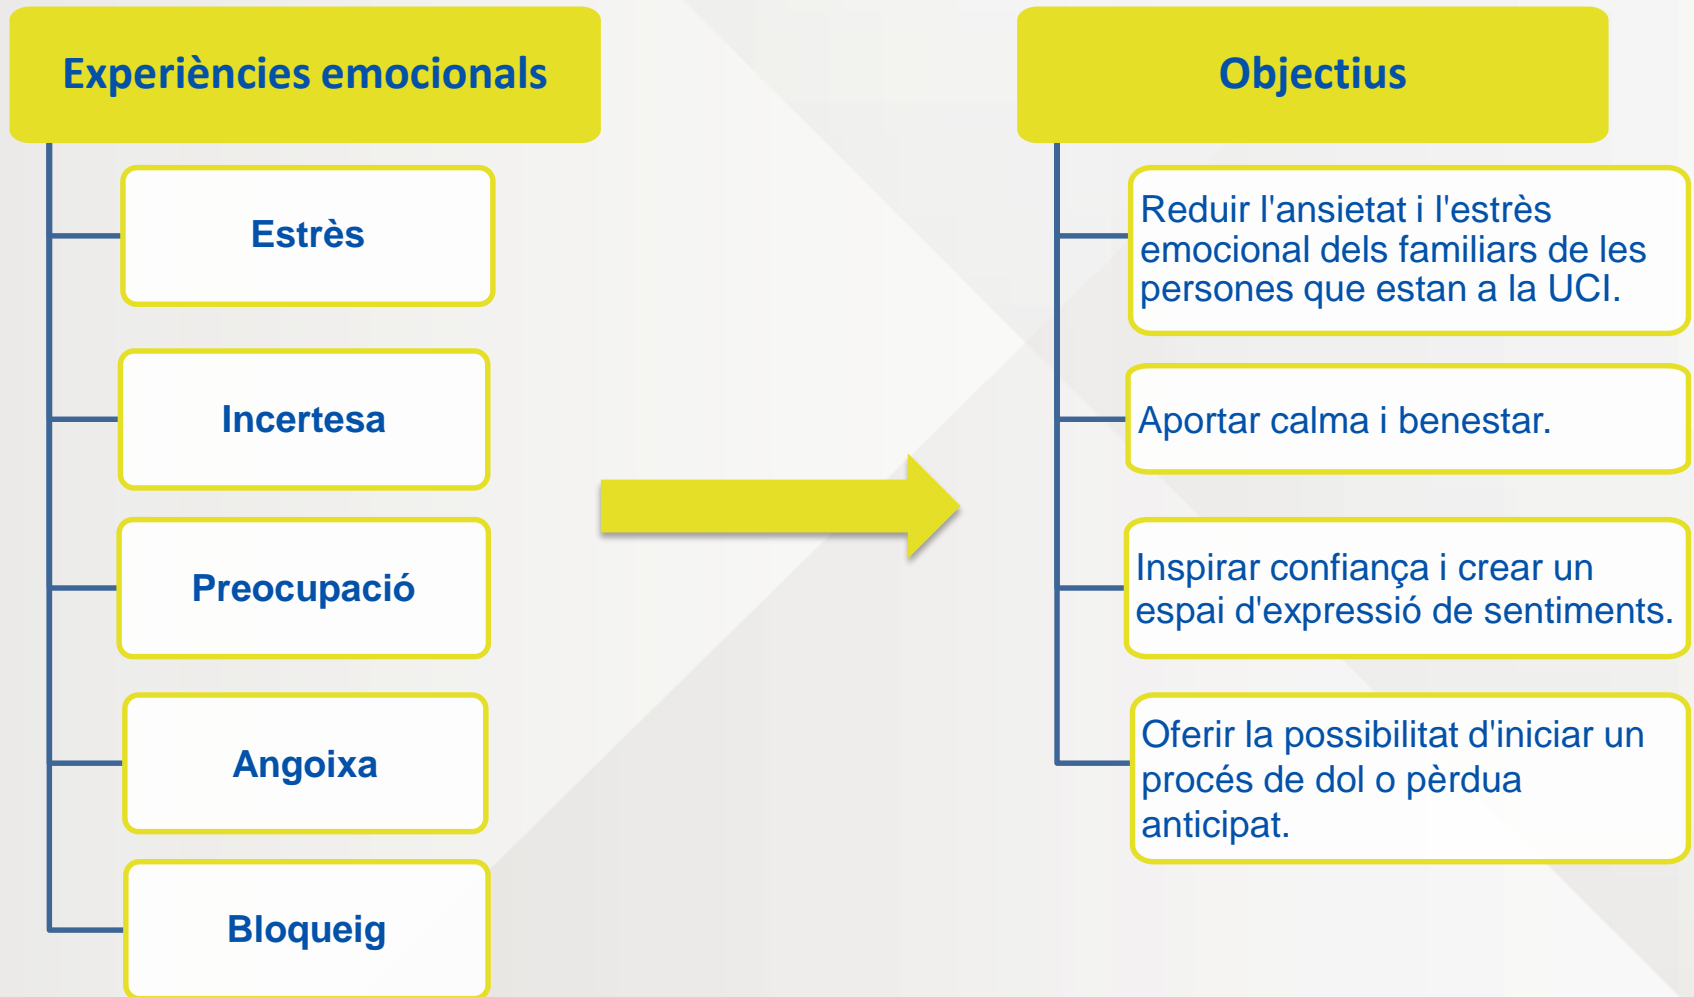 Experiències emocionals
Estrès
Incertesa
Preocupació
Angoixa
Bloqueig
Objectius
Reduir l'ansietat i l'estrès
emocional dels familiars de les
persones que estan a la UCI.
Aportar calma i benestar.
Inspirar confiança i crear un
espai d'expressió de sentiments.
Oferir la possibilitat d'iniciar un
procés de dol o pèrdua
anticipat.